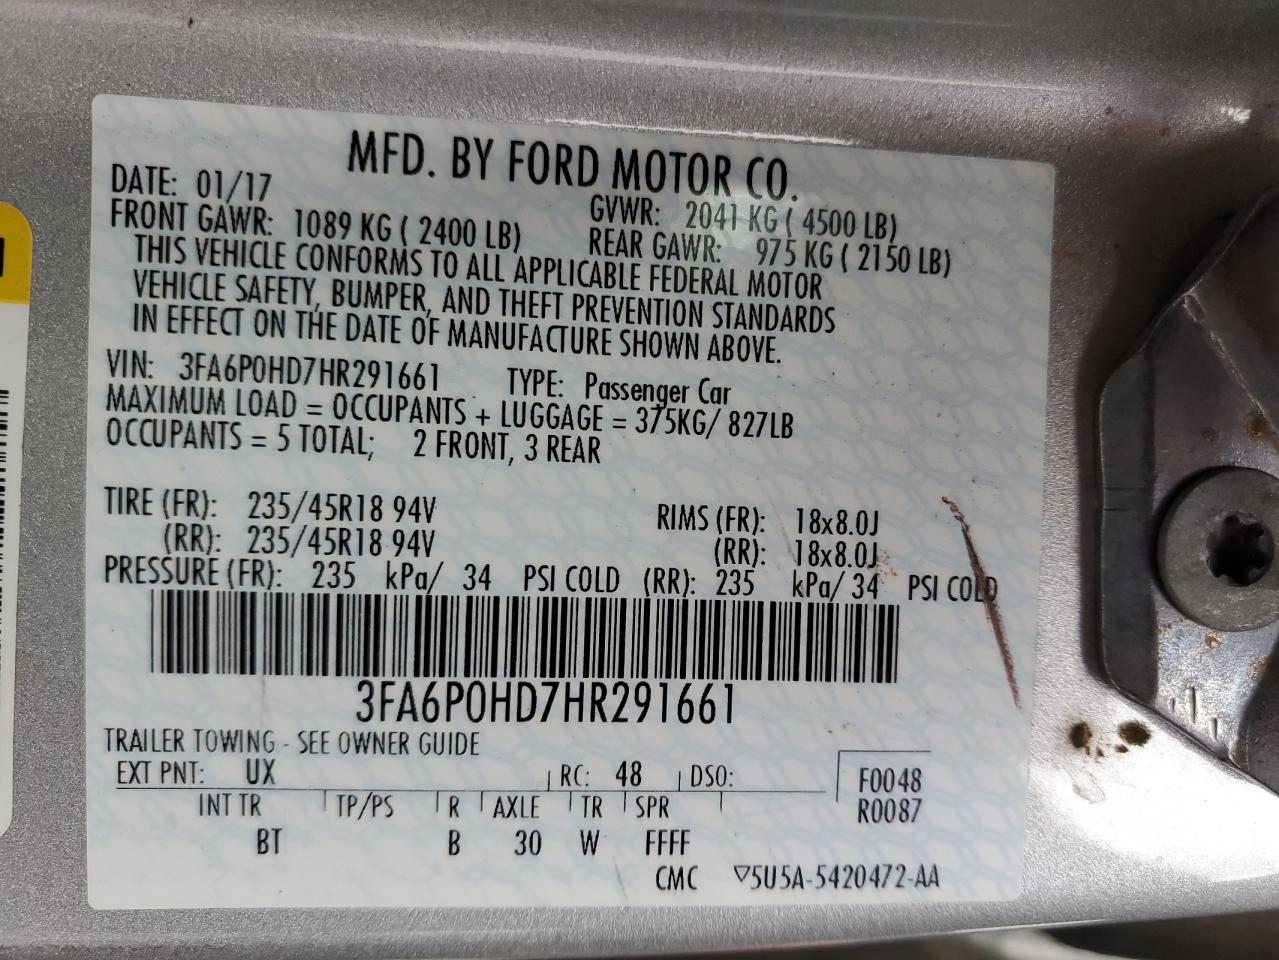 MFD. BY FORD MOTOR CO.
DATE: 01/17 GVWR: 2041 KG ( 4500 LB)
FRONT GAWR: 1089 KG ( 2400 LB) REAR GAWR: 975 KG ( 2150 LB)
THIS VEHICLE CONFORMS TO ALL APPLICABLE FEDERAL MOTOR
VEHICLE SAFETY, BUMPER, AND THEFT PREVENTION STANDARDS
IN EFFECT ON THE DATE OF MANUFACTURE SHOWN ABOVE.
VIN: 3FA6P0HD7HR291661 TYPE: Passenger Car
MAXIMUM LOAD = OCCUPANTS + LUGGAGE = 375KG/ 827LB
OCCUPANTS = 5 TOTAL; 2 FRONT, 3 REAR
TIRE (FR): 235/45R18 94V RIMS (FR): 18x8.0J
(RR): 235/45R18 94V (RR): 18x8.0J
PRESSURE (FR): 235 kPa/ 34 PSI COLD (RR): 235 kPa/ 34 PSI COLD
3FA6P0HD7HR291661
TRAILER TOWING - SEE OWNER GUIDE
EXT PNT: UX RC: 48 DSO: F0048
INT TR TP/PS R AXLE TR SPR R0087
BT B 30 W FFFF
CMC ▽5U5A-5420472-AA